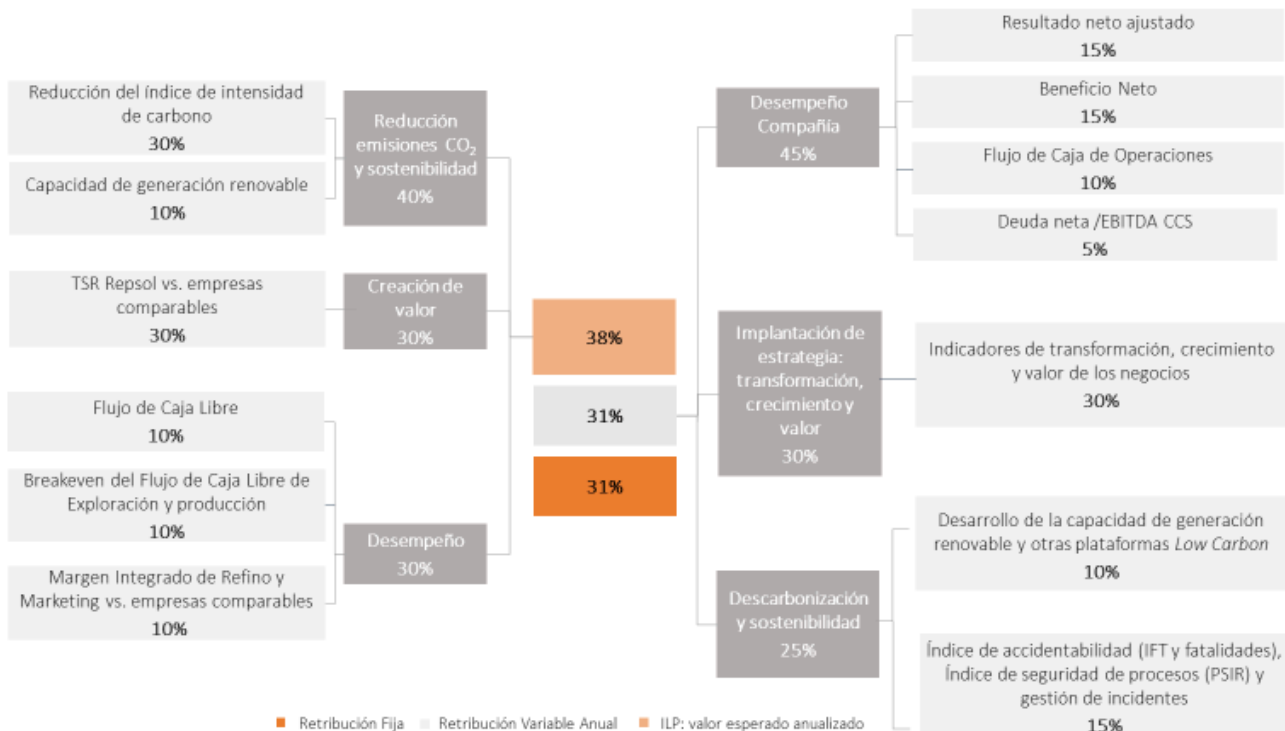 Reducción del índice de intensidad
de carbono
30%
Capacidad de generación renovable
10%
TSR Repsol vs. empresas
comparables
30%
Flujo de Caja Libre
10%
Breakeven del Flujo de Caja Libre de
Exploración y producción
10%
Margen Integrado de Refino y
Marketing vs. empresas comparables
10%
Reducción
emisiones CO₂
y sostenibilidad
40%
Creación de
valor
30%
Desempeño
30%
38%
31%
31%
Desempeño
Compañía
45%
Implantación de
estrategia:
transformación,
crecimiento y
valor
30%
Descarbonización
y sostenibilidad
25%
Resultado neto ajustado
15%
Beneficio Neto
15%
Flujo de Caja de Operaciones
10%
Deuda neta /EBITDA CCS
5%
Indicadores de transformación, crecimiento
y valor de los negocios
30%
Desarrollo de la capacidad de generación
renovable y otras plataformas Low Carbon
10%
Índice de accidentabilidad (IFT y fatalidades),
Índice de seguridad de procesos (PSIR) y
gestión de incidentes
15%
Retribución Fija
Retribución Variable Anual
ILP: valor esperado anualizado